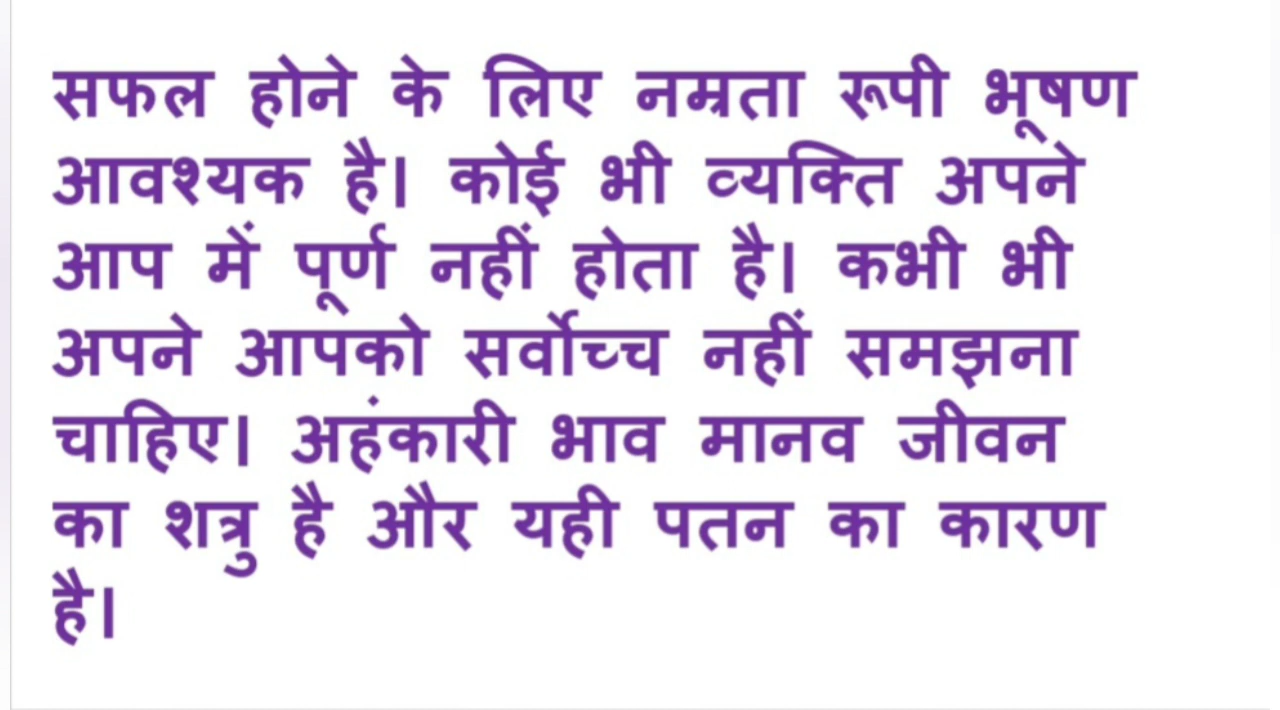 सफल होने के लिए नम्रता रूपी भूषण
आवश्यक है। कोई भी व्यक्ति अपने
आप में पूर्ण नहीं होता है। कभी भी
अपने आपको सर्वोच्च नहीं समझना
चाहिए। अहंकारी भाव मानव जीवन
का शत्रु है और यही पतन का कारण
है।